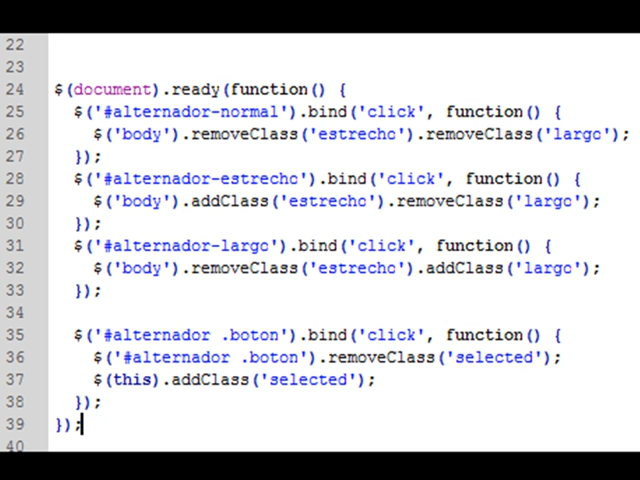 22
23
24 $(document).ready(function() {
25 $('#alternador-normal').bind('click', function() {
26 $('body').removeClass('estrecho').removeClass('largo');
27 });
28 $('#alternador-estrecho').bind('click', function() {
29 $('body').addClass('estrecho').removeClass('largo');
30 });
31 $('#alternador-largo').bind('click', function() {
32 $('body').removeClass('estrecho').addClass('largo');
33 });
34
35 $('#alternador .boton').bind('click', function() {
36 $('#alternador .boton').removeClass('selected');
37 $(this).addClass('selected');
38 });
39 });
40